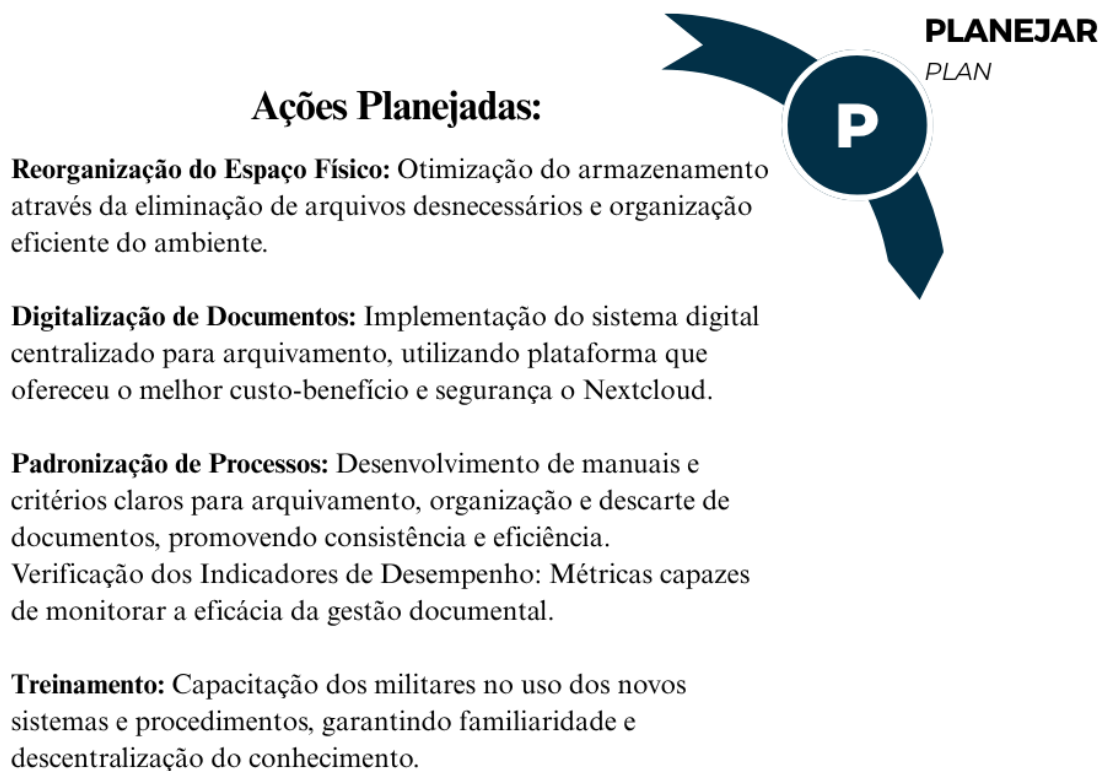 PLANEJAR
PLAN
P
Ações Planejadas:
Reorganização do Espaço Físico: Otimização do armazenamento
através da eliminação de arquivos desnecessários e organização
eficiente do ambiente.
Digitalização de Documentos: Implementação do sistema digital
centralizado para arquivamento, utilizando plataforma que
ofereceu o melhor custo-benefício e segurança o Nextcloud.
Padronização de Processos: Desenvolvimento de manuais e
critérios claros para arquivamento, organização e descarte de
documentos, promovendo consistência e eficiência.
Verificação dos Indicadores de Desempenho: Métricas capazes
de monitorar a eficácia da gestão documental.
Treinamento: Capacitação dos militares no uso dos novos
sistemas e procedimentos, garantindo familiaridade e
descentralização do conhecimento.